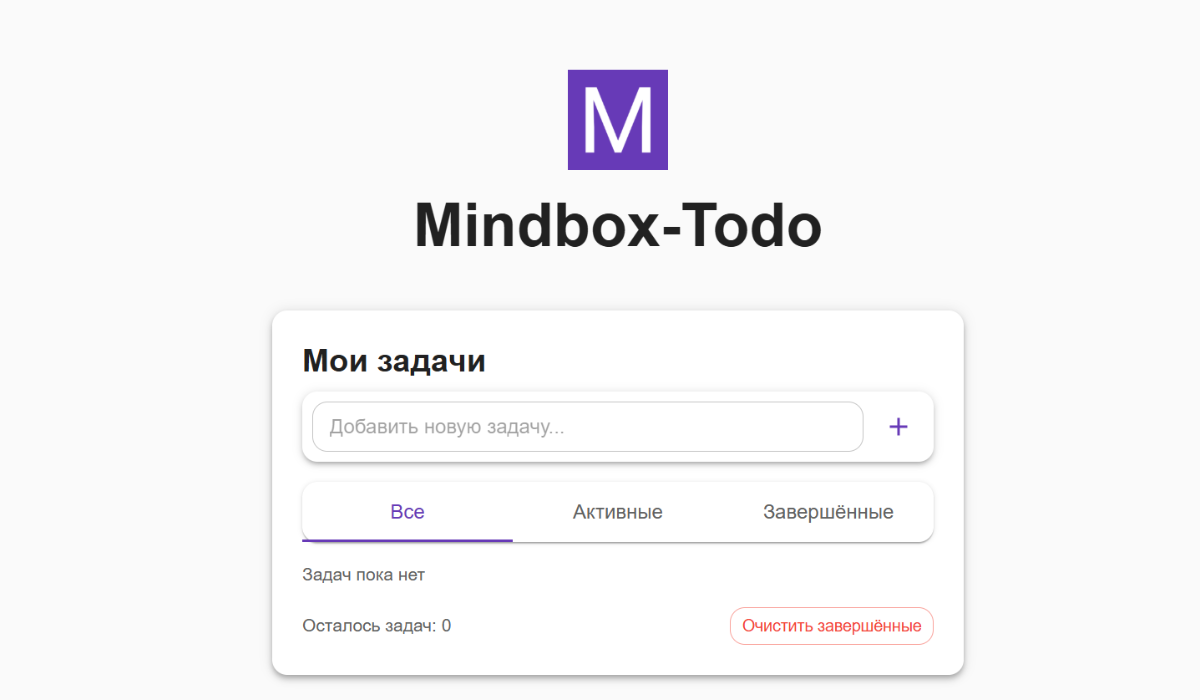 M
Mindbox-Todo
Мои задачи
Добавить новую задачу...
+
Все Активные Завершённые
Задач пока нет
Осталось задач: 0 Очистить завершённые